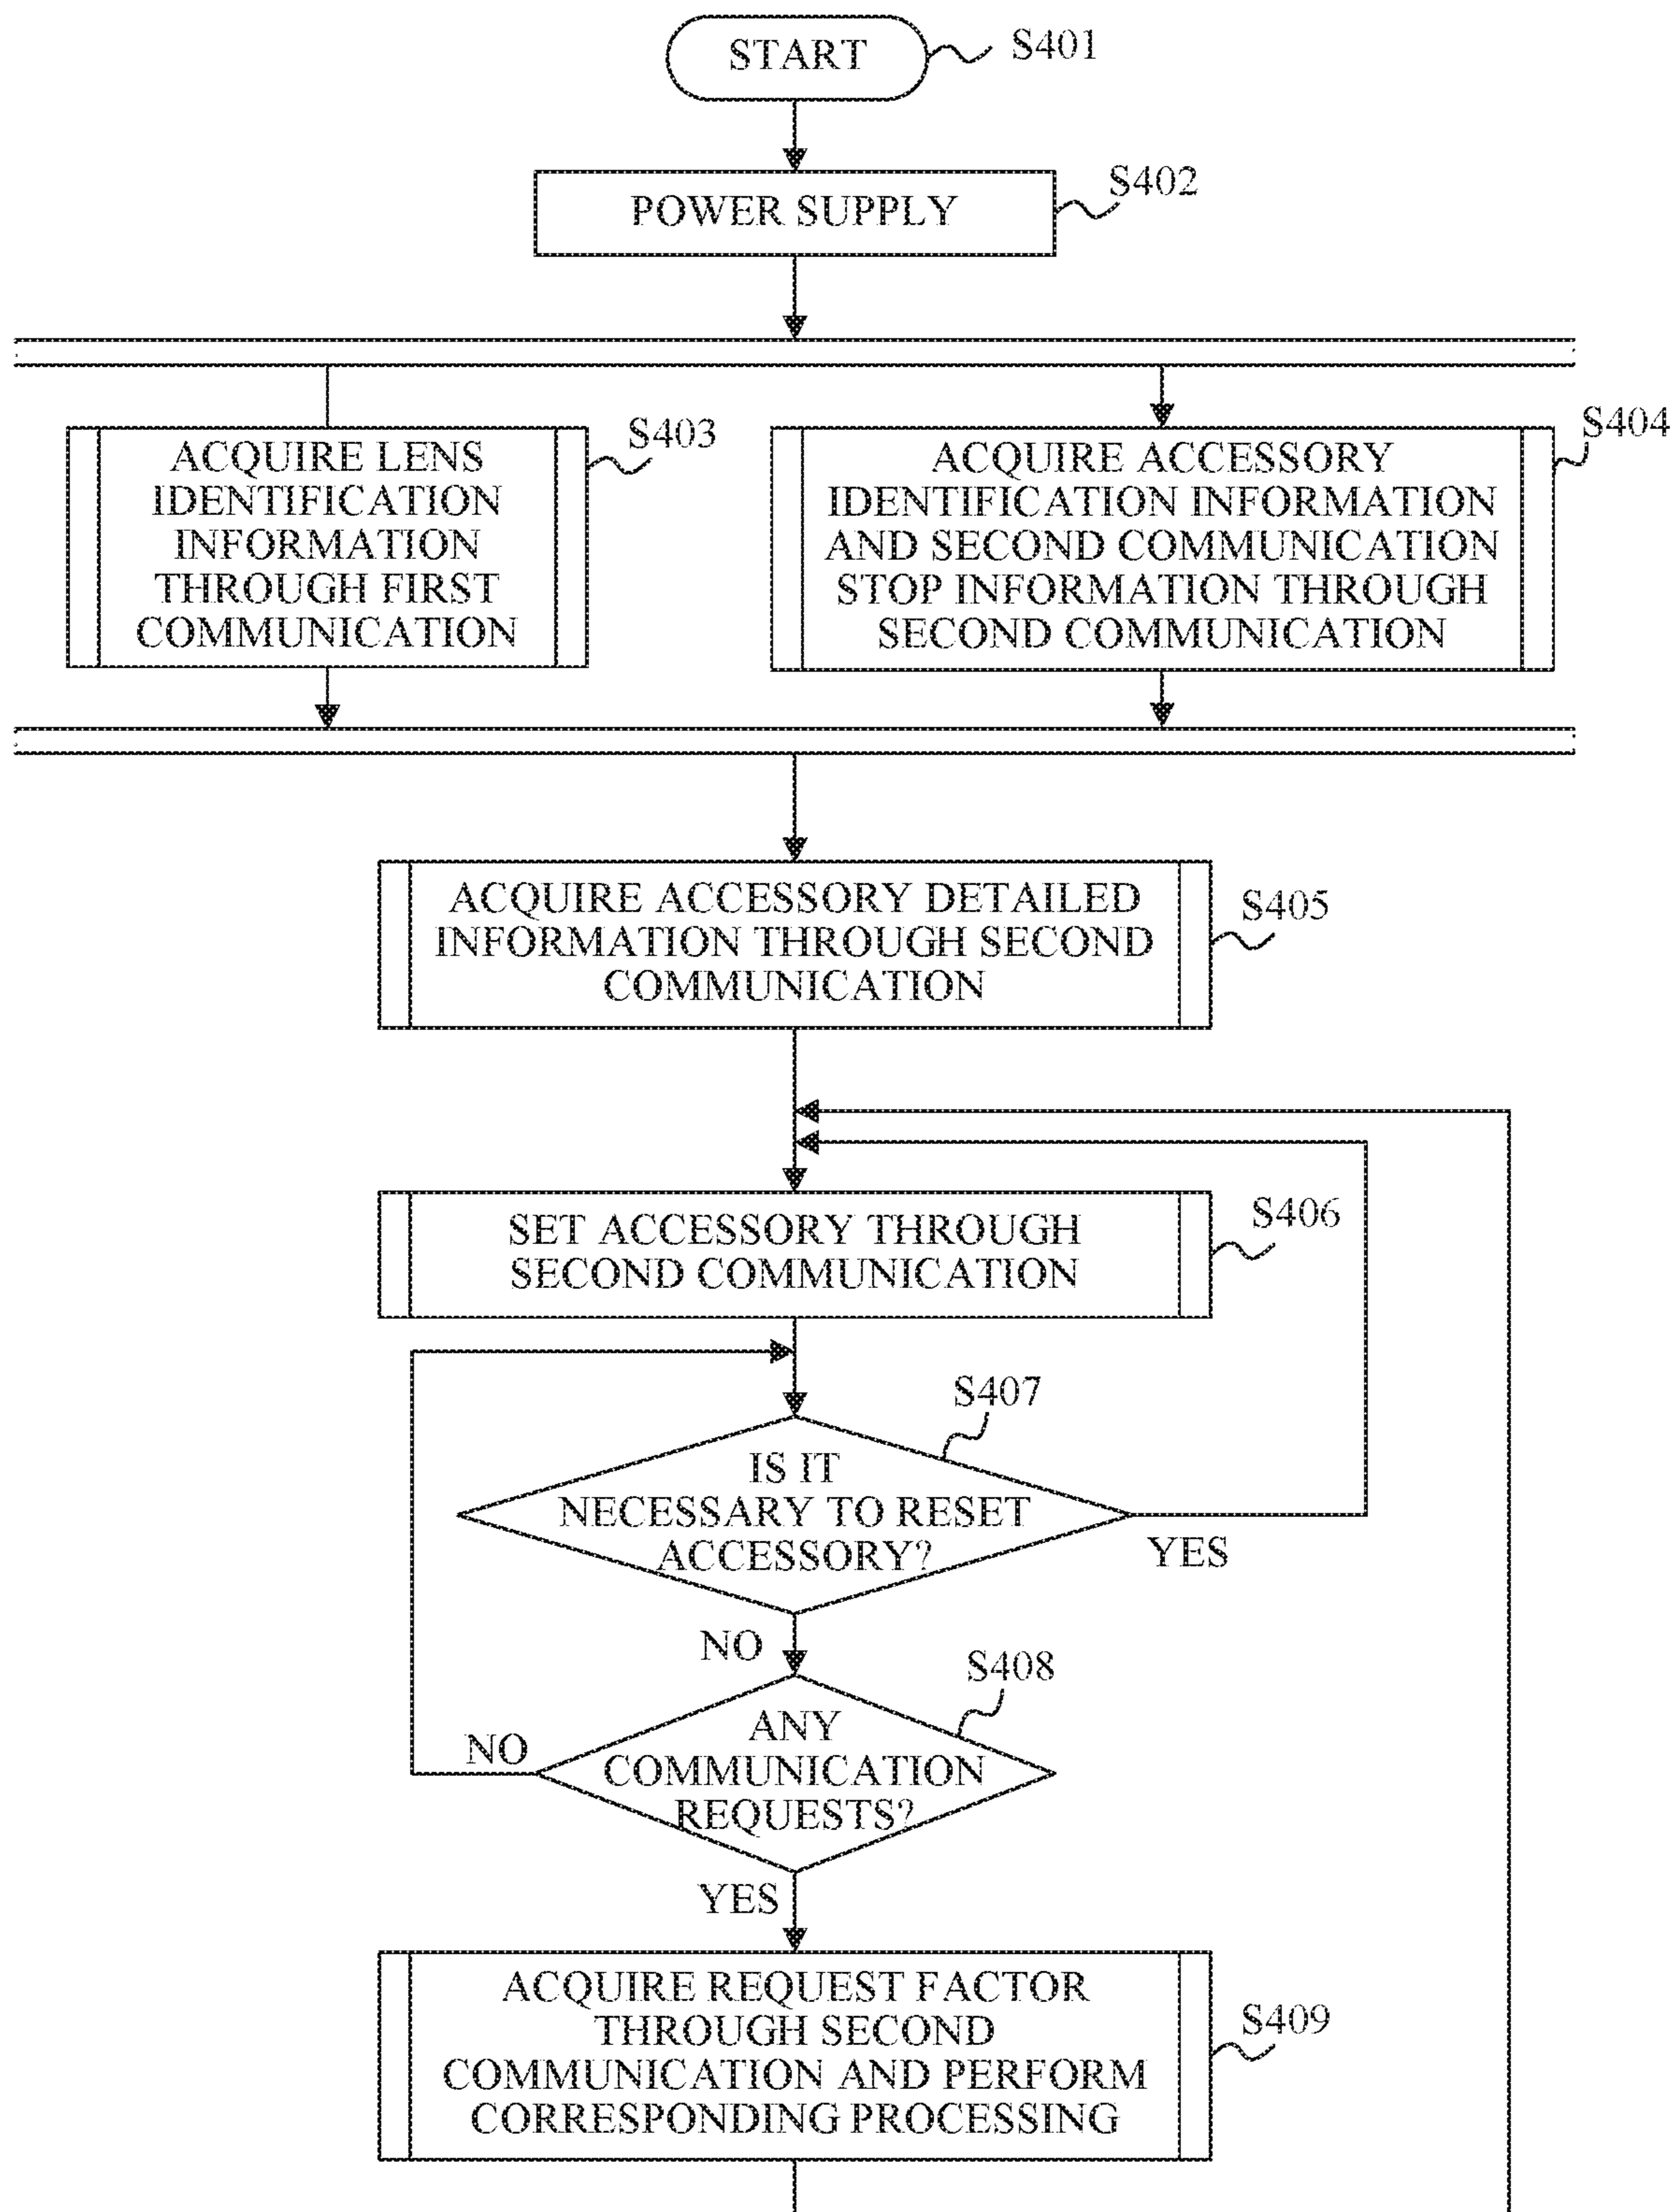 START
S401
POWER SUPPLY
S402
ACQUIRE LENS
IDENTIFICATION
INFORMATION
THROUGH FIRST
COMMUNICATION
S403
ACQUIRE ACCESSORY
IDENTIFICATION INFORMATION
AND SECOND COMMUNICATION
STOP INFORMATION THROUGH
SECOND COMMUNICATION
S404
ACQUIRE ACCESSORY DETAILED
INFORMATION THROUGH SECOND
COMMUNICATION
S405
SET ACCESSORY THROUGH
SECOND COMMUNICATION
S406
S407
IS IT
NECESSARY TO RESET
ACCESSORY?
YES
NO
S408
ANY
COMMUNICATION
REQUESTS?
NO
YES
ACQUIRE REQUEST FACTOR
THROUGH SECOND
COMMUNICATION AND PERFORM
CORRESPONDING PROCESSING
S409